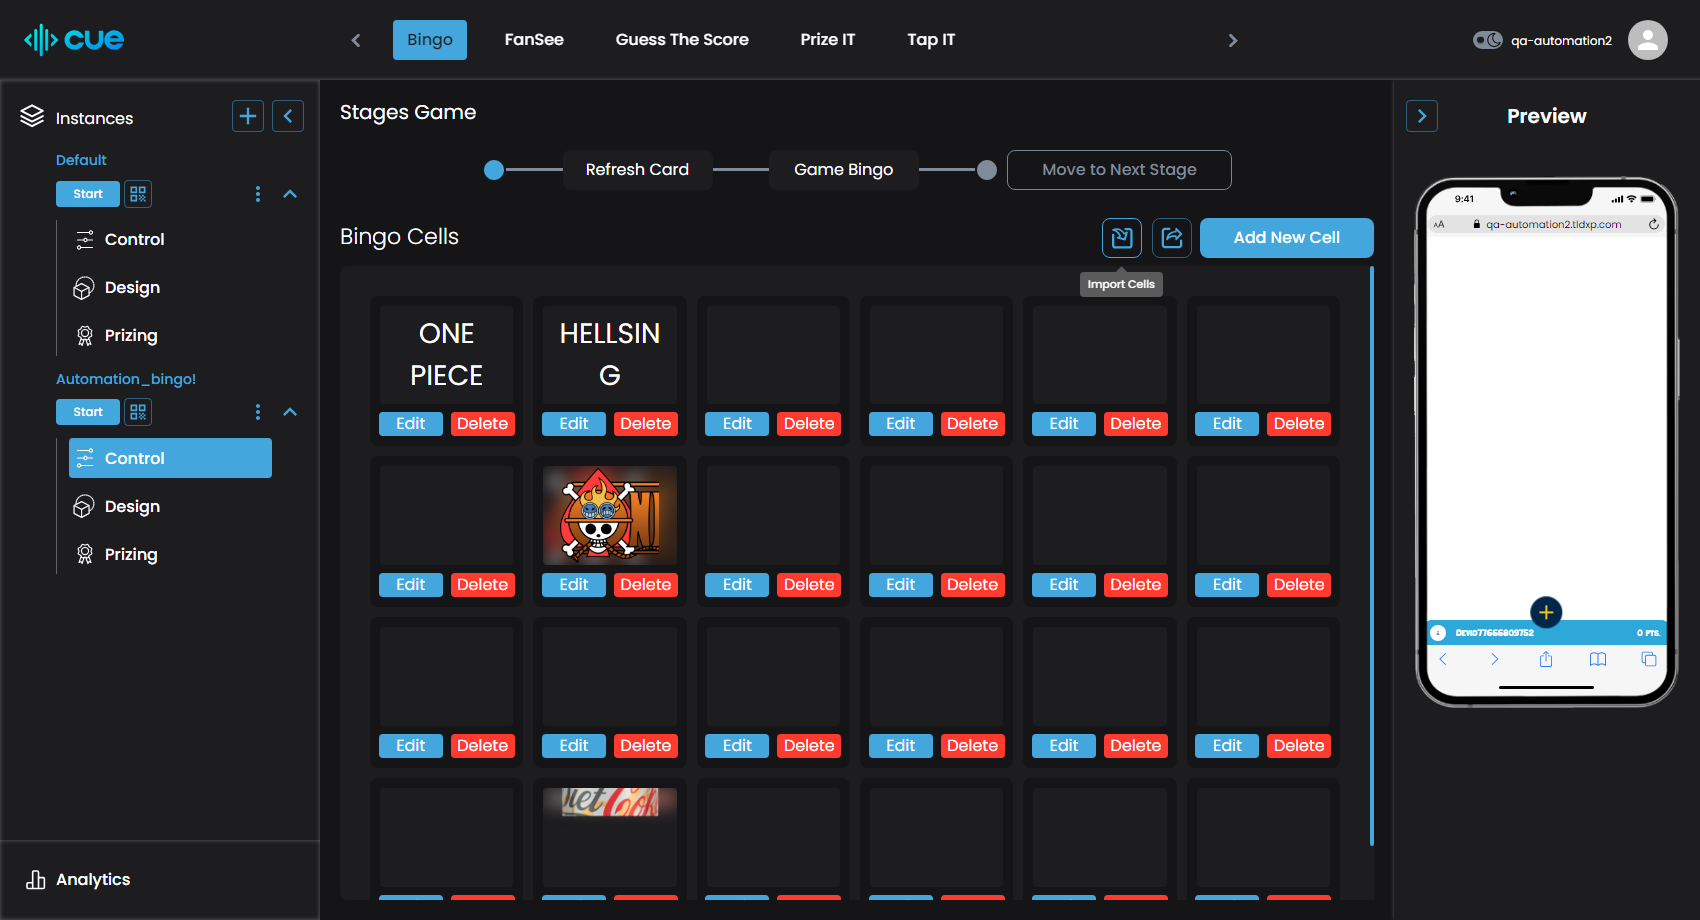 cue
Bingo
FanSee
Guess The Score
Prize IT
Tap IT
qa-automation2
Instances
Default
Start
Control
Design
Prizing
Automation_bingo!
Start
Control
Design
Prizing
Analytics
Stages Game
Refresh Card
Game Bingo
Move to Next Stage
Bingo Cells
Add New Cell
Import Cells
ONE
PIECE
HELLSIN
G
Edit Delete Edit Delete Edit Delete Edit Delete Edit Delete Edit Delete
Edit Delete Edit Delete Edit Delete Edit Delete Edit Delete Edit Delete
Edit Delete Edit Delete Edit Delete Edit Delete Edit Delete Edit Delete
Preview
9:41
AA qa-automation2.tldxp.com
0 PTS.